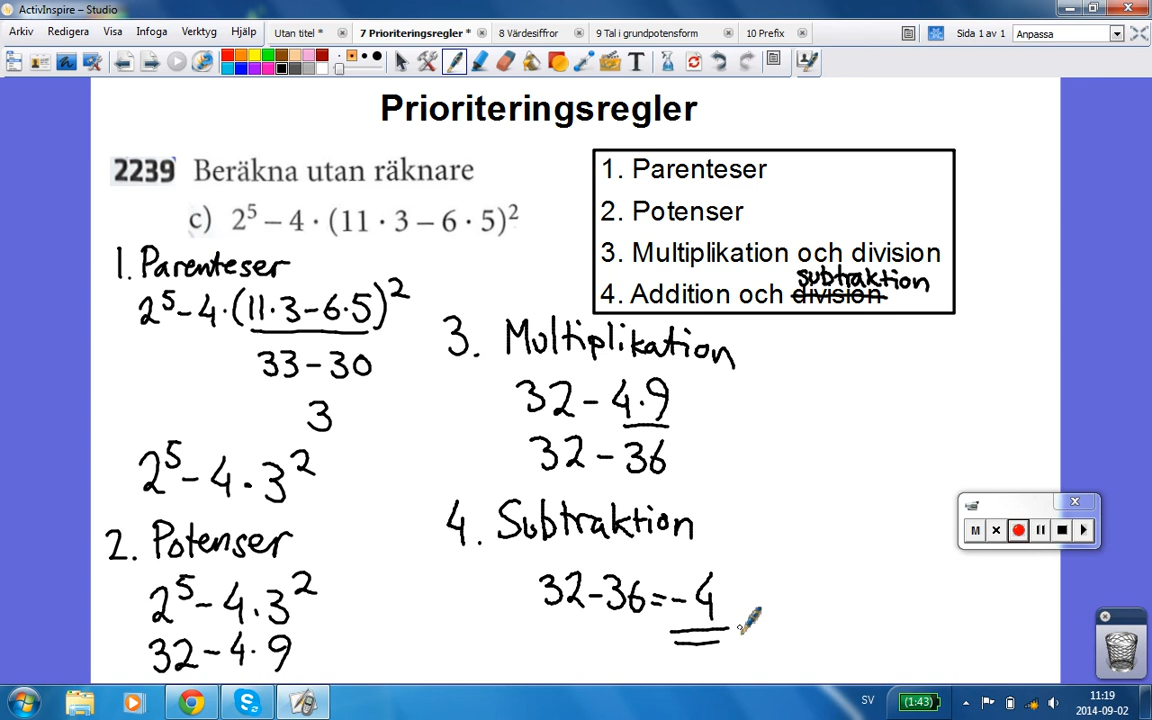 ActivInspire – Studio
Arkiv Redigera Visa Infoga Verktyg Hjälp
Untan titel * 7 Prioriteringsregler * 8 Värdesiffror 9 Tal i grundpotensform 10 Prefix Sida 1 av 1 Anpassa
Prioriteringsregler
2239 Beräkna utan räknare
c) 2⁵ – 4 · (11 · 3 – 6 · 5)²
1. Parenteser
2. Potenser
3. Multiplikation och division
subtraktion
4. Addition och division
1. Parenteser
2⁵-4·(11·3-6·5)²
33-30
3
2⁵-4·3²
2. Potenser
2⁵-4·3²
32-4·9
3. Multiplikation
32-4·9
32-36
4. Subtraktion
32-36=-4
M
SV (1:43) 11:19
2014-09-02